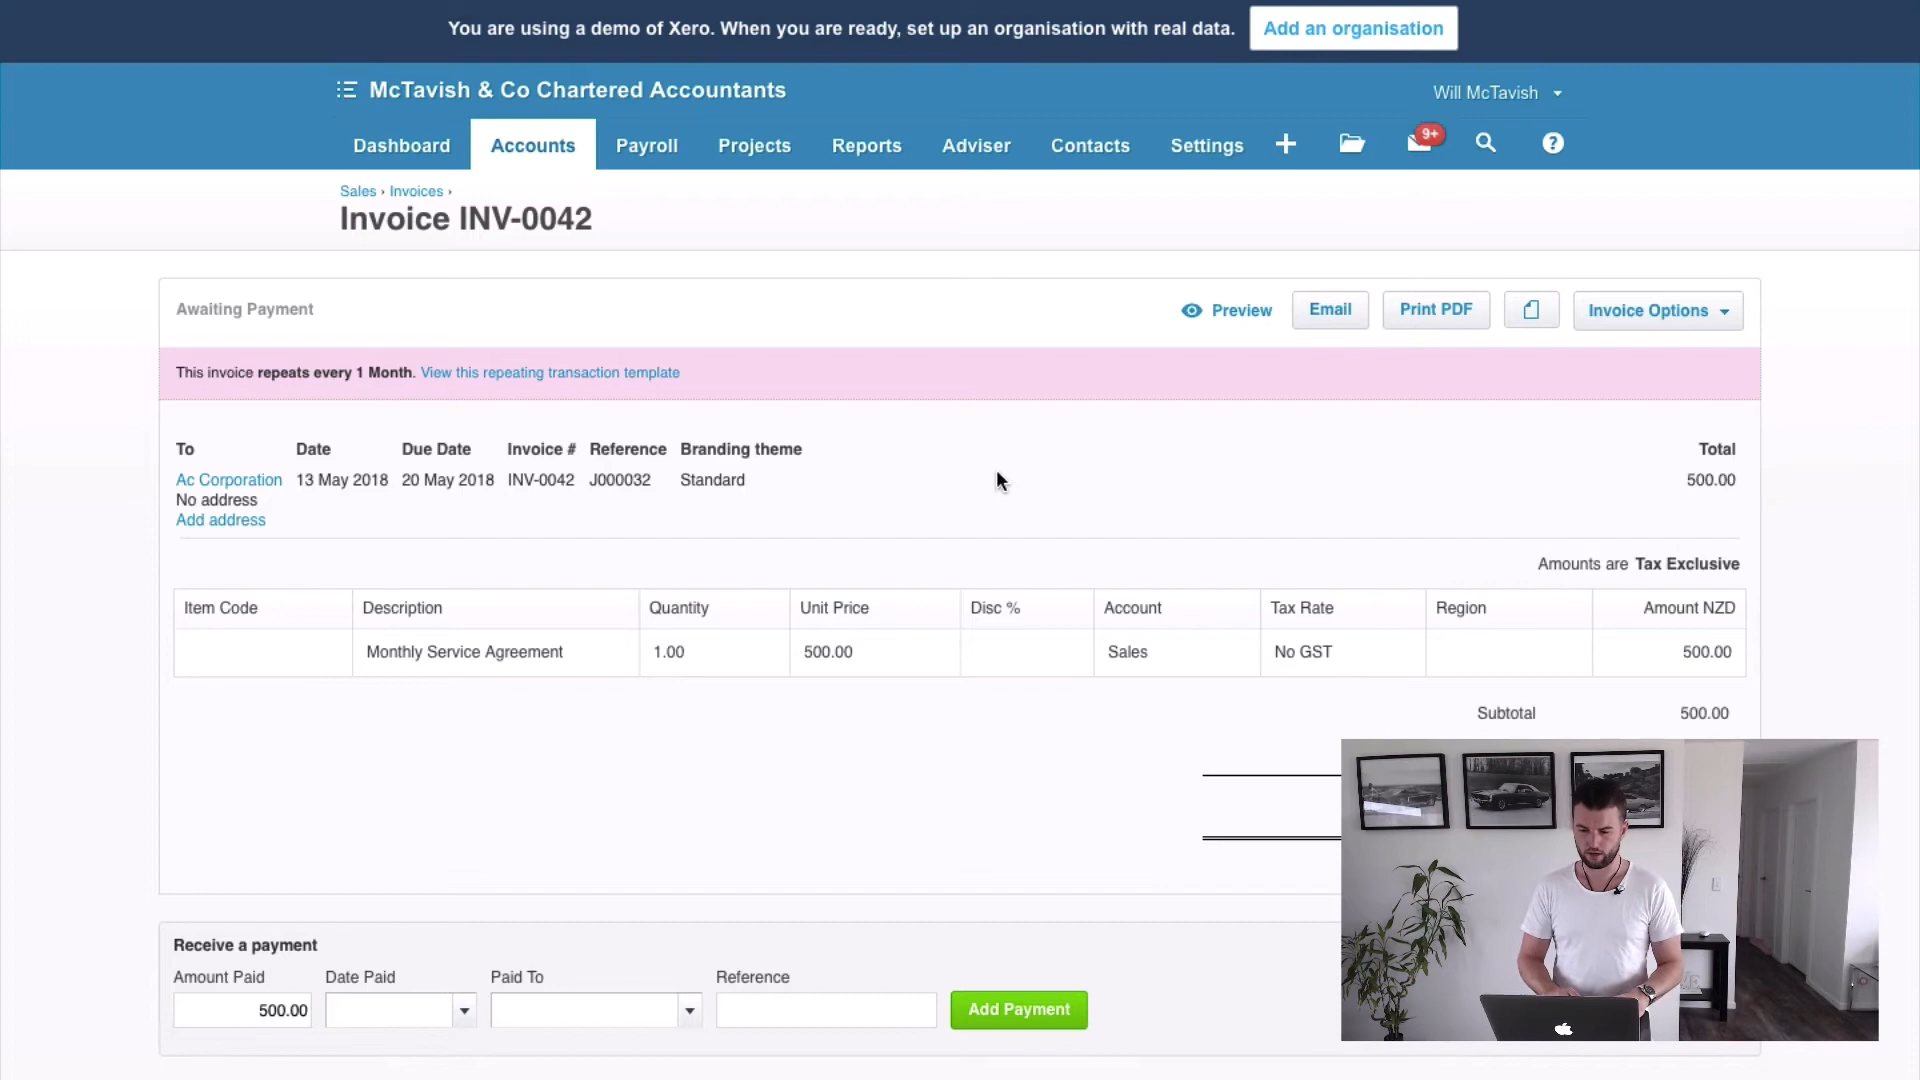 You are using a demo of Xero. When you are ready, set up an organisation with real data. Add an organisation
McTavish & Co Chartered Accountants
Will McTavish
Dashboard Accounts Payroll Projects Reports Adviser Contacts Settings 9+
Sales › Invoices ›
Invoice INV-0042
Awaiting Payment Preview Email Print PDF Invoice Options
This invoice repeats every 1 Month. View this repeating transaction template
To Date Due Date Invoice # Reference Branding theme Total
Ac Corporation 13 May 2018 20 May 2018 INV-0042 J000032 Standard 500.00
No address
Add address
Amounts are Tax Exclusive
Item Code Description Quantity Unit Price Disc % Account Tax Rate Region Amount NZD
Monthly Service Agreement 1.00 500.00 Sales No GST 500.00
Subtotal 500.00
Receive a payment
Amount Paid Date Paid Paid To Reference
500.00 Add Payment